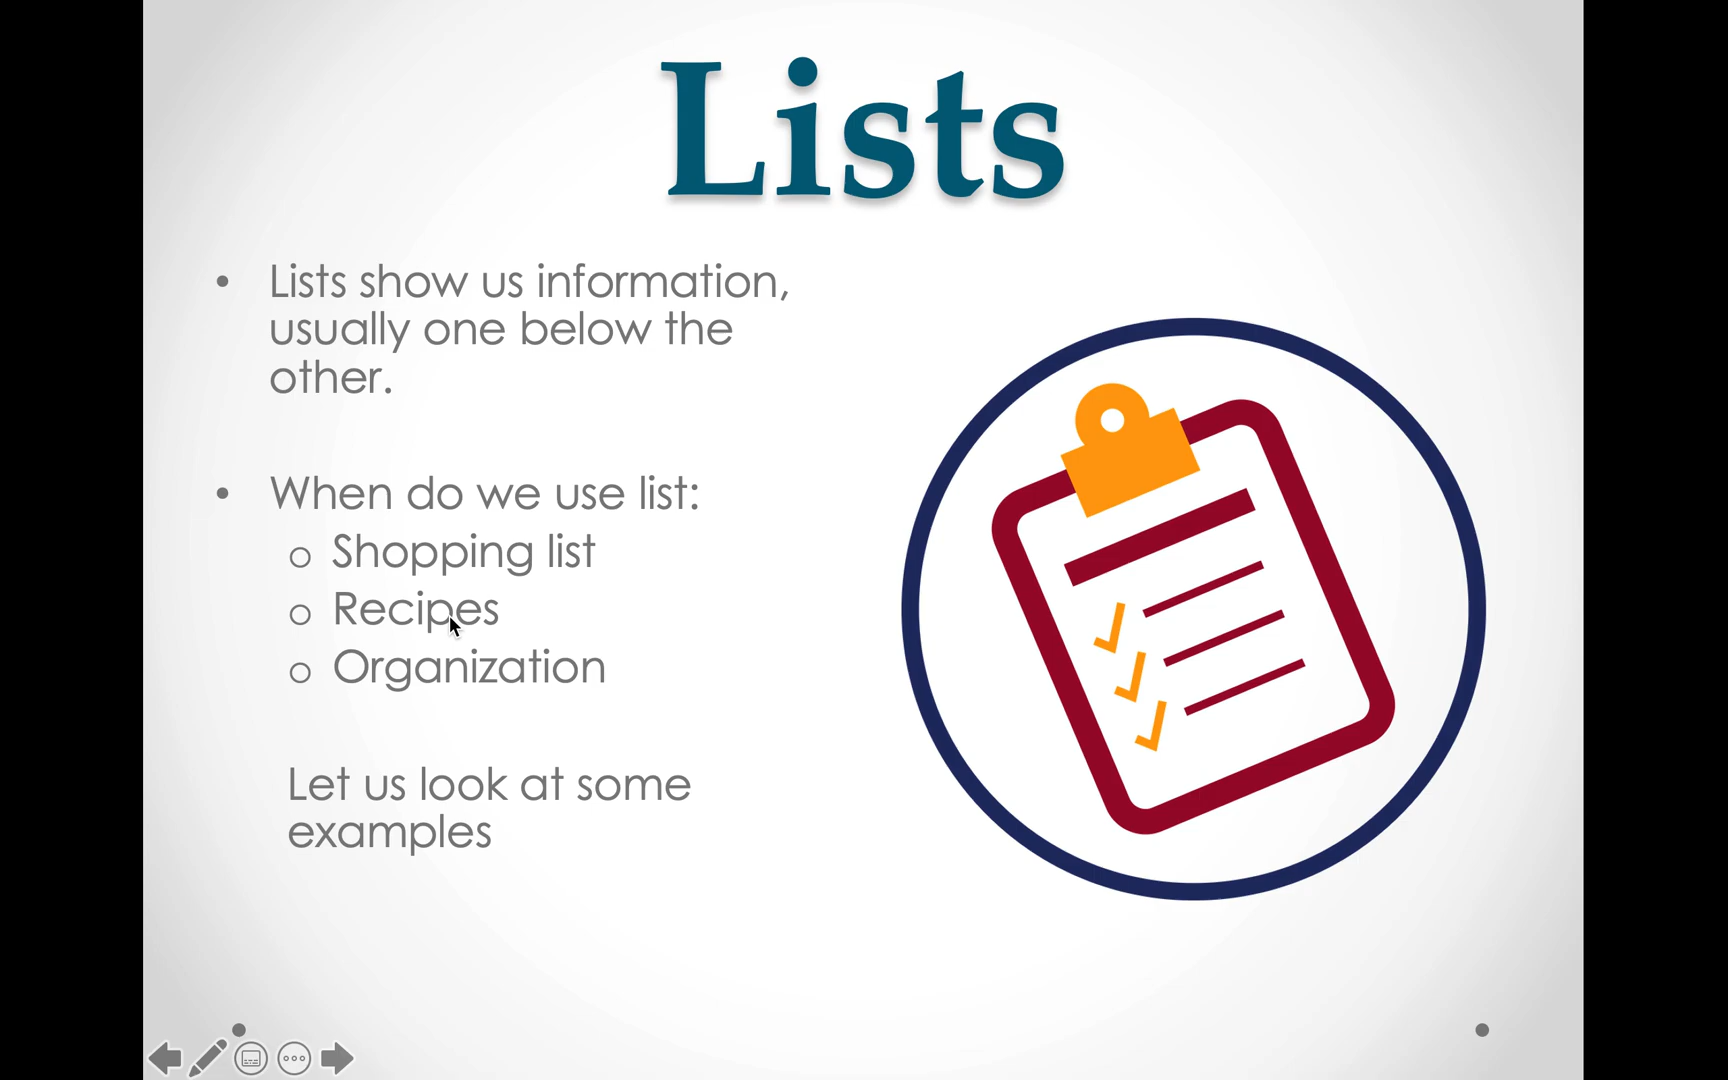 Lists
• Lists show us information,
usually one below the
other.
• When do we use list:
o Shopping list
o Recipes
o Organization
Let us look at some
examples